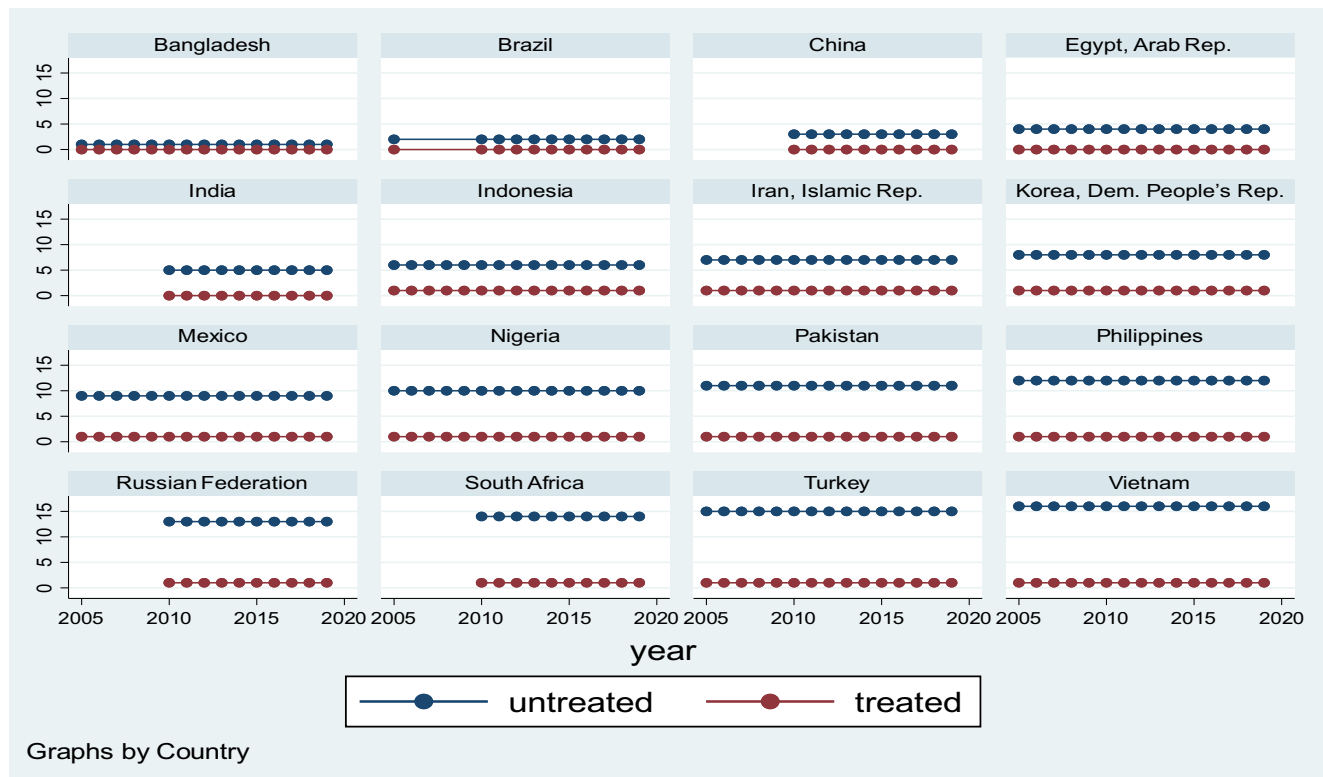 Bangladesh Brazil China Egypt, Arab Rep.
15
10
5
0
India Indonesia Iran, Islamic Rep. Korea, Dem. People’s Rep.
15
10
5
0
Mexico Nigeria Pakistan Philippines
15
10
5
0
Russian Federation South Africa Turkey Vietnam
15
10
5
0
2005 2010 2015 2020 2005 2010 2015 2020 2005 2010 2015 2020 2005 2010 2015 2020
year
untreated treated
Graphs by Country